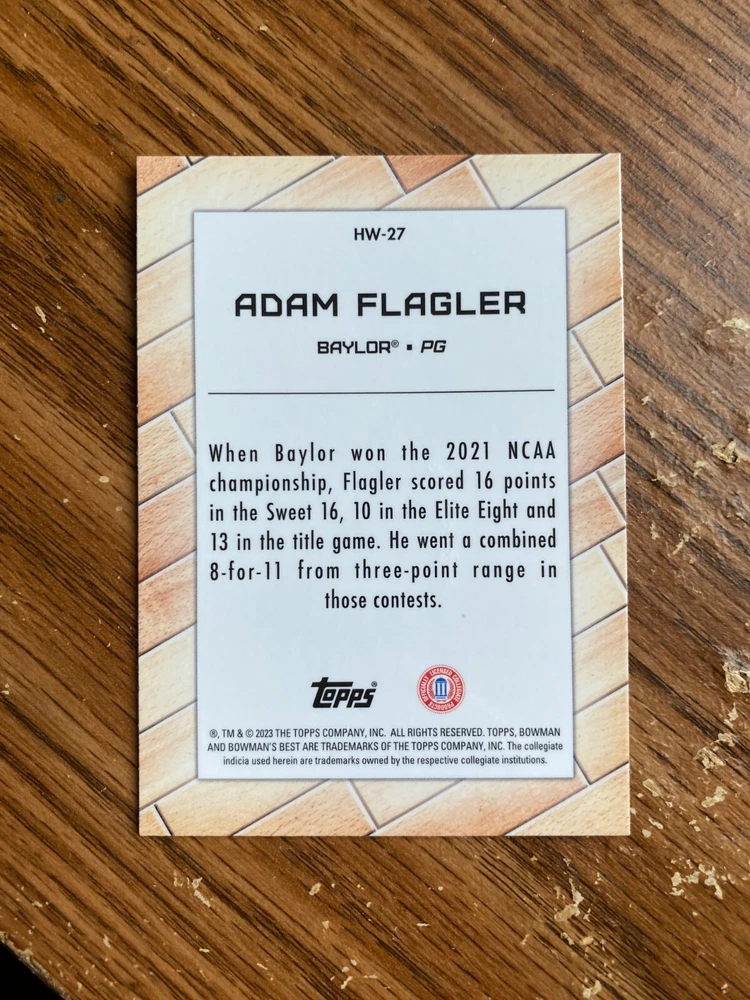 HW-27
ADAM FLAGLER
BAYLOR® ▪ PG
When Baylor won the 2021 NCAA
championship, Flagler scored 16 points
in the Sweet 16, 10 in the Elite Eight and
13 in the title game. He went a combined
8-for-11 from three-point range in
those contests.
Topps®
OFFICIALLY LICENSED COLLEGIATE PRODUCTS
®, TM & © 2023 THE TOPPS COMPANY, INC. ALL RIGHTS RESERVED. TOPPS, BOWMAN
AND BOWMAN'S BEST ARE TRADEMARKS OF THE TOPPS COMPANY, INC. The collegiate
indicia used herein are trademarks owned by the respective collegiate institutions.